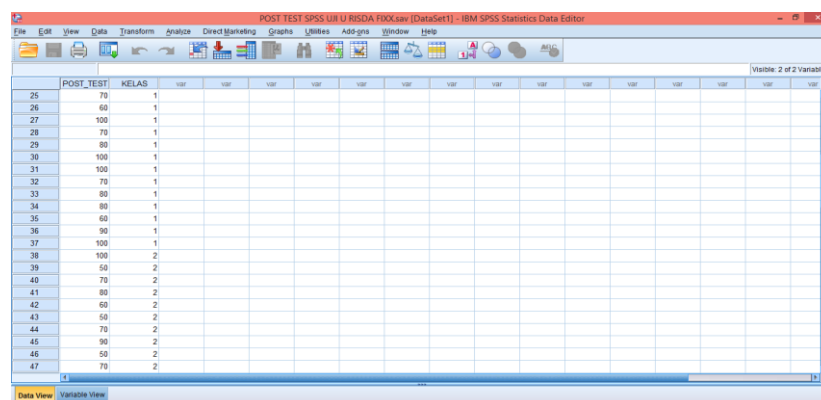 POST TEST SPSS UJI U RISDA FIXX.sav [DataSet1] - IBM SPSS Statistics Data Editor
File Edit View Data Transform Analyze Direct Marketing Graphs Utilities Add-ons Window Help
Visible: 2 of 2 Variabl
POST_TEST KELAS var var var var var var var var var var var var var var
25 70 1
26 60 1
27 100 1
28 70 1
29 80 1
30 100 1
31 100 1
32 70 1
33 80 1
34 80 1
35 60 1
36 90 1
37 100 1
38 100 2
39 50 2
40 70 2
41 80 2
42 60 2
43 50 2
44 70 2
45 90 2
46 50 2
47 70 2
Data View Variable View